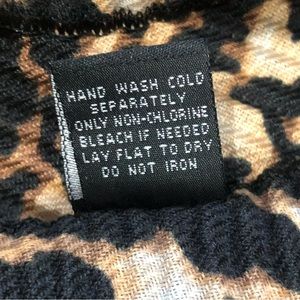 HAND WASH COLD
SEPARATELY
ONLY NON-CHLORINE
BLEACH IF NEEDED
LAY FLAT TO DRY
DO NOT IRON